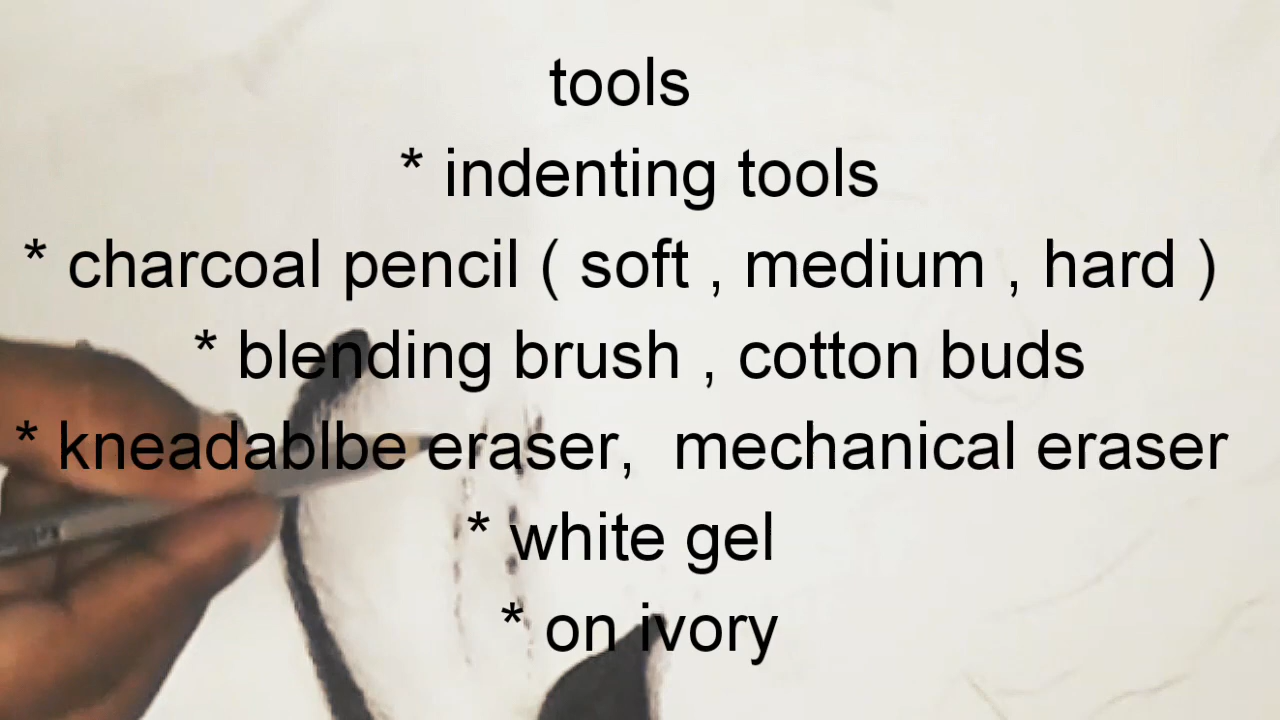 tools
* indenting tools
* charcoal pencil ( soft , medium , hard )
* blending brush , cotton buds
* kneadablbe eraser, mechanical eraser
* white gel
* on ivory